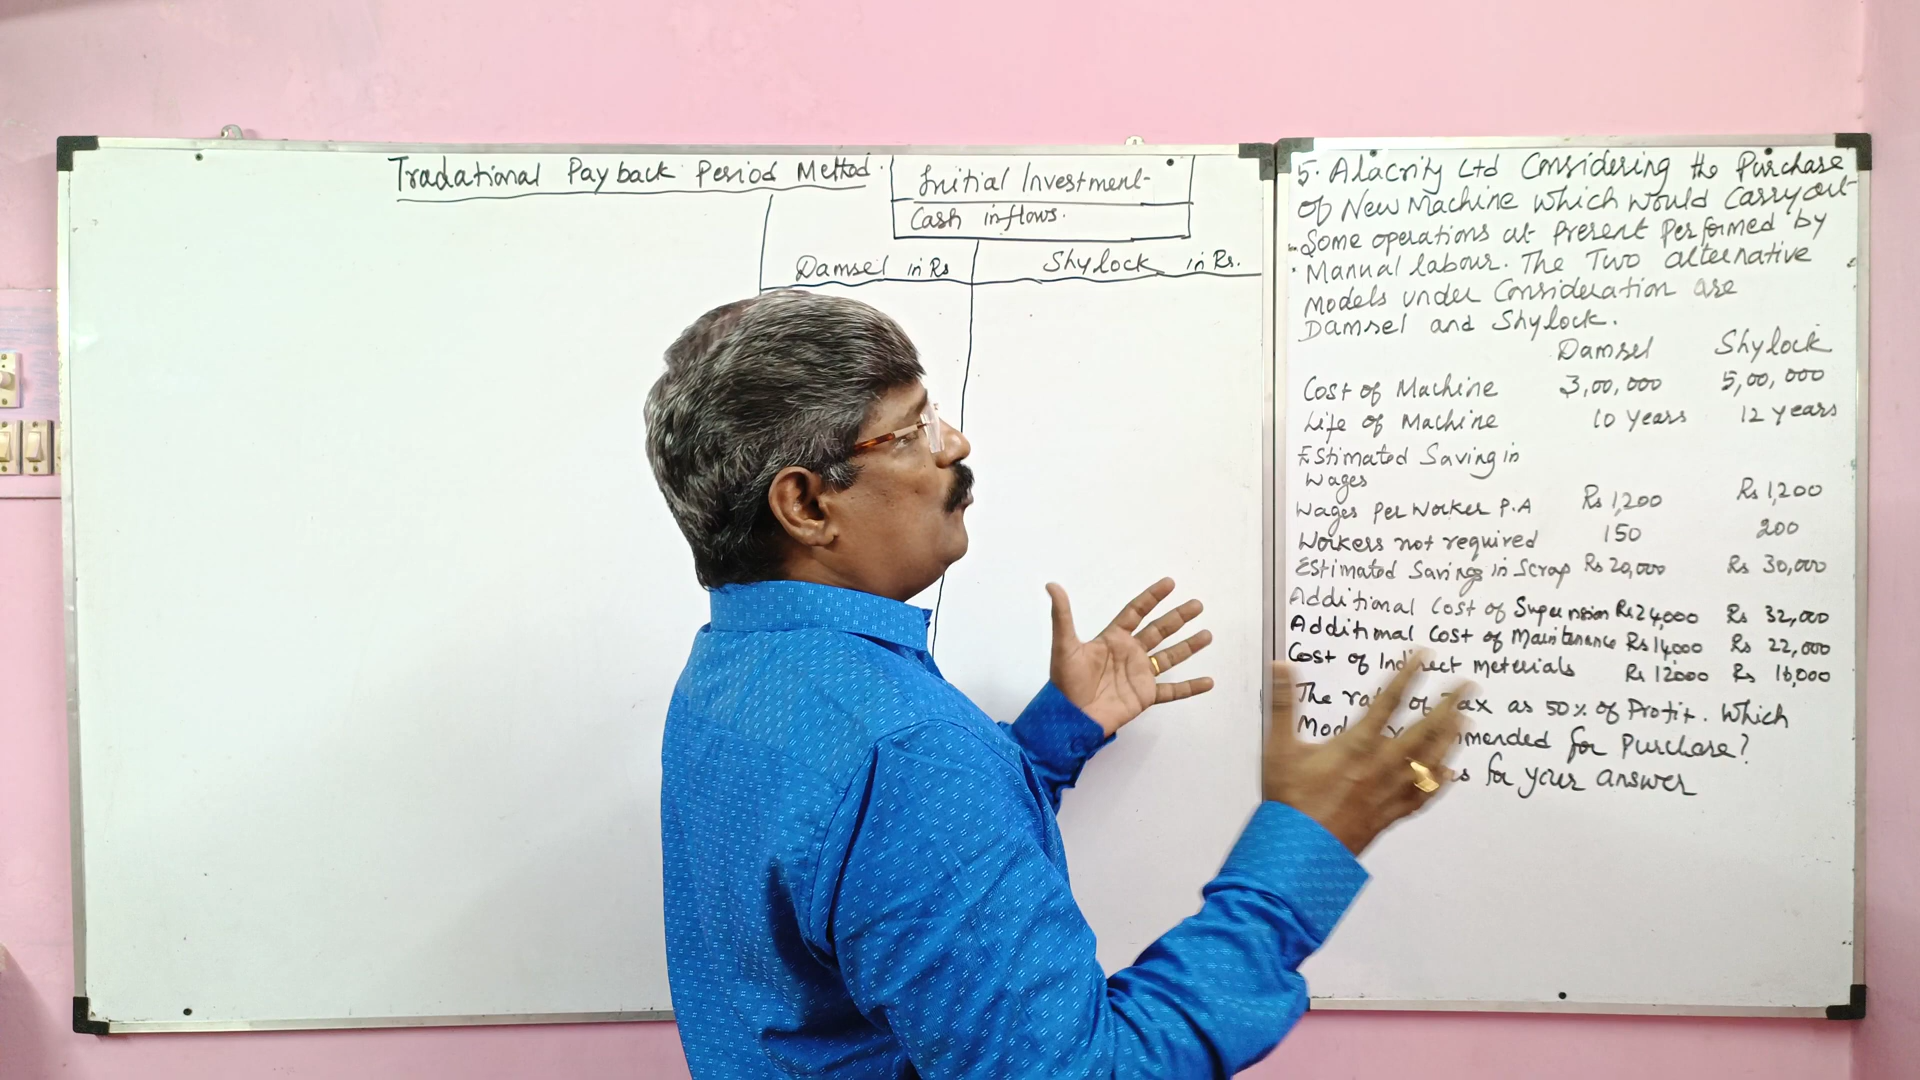 Tradational Payback Period Method.
Initial Investment
Cash inflows.
Damsel in Rs
Shylock in Rs.
5. Alacrity Ltd Considering the Purchase
of New Machine which would Carry out
Some operations at Present Performed by
Manual labour. The Two alternative
Models under Consideration are
Damsel and Shylock.
Damsel Shylock
Cost of Machine 3,00,000 5,00,000
Life of Machine 10 years 12 years
Estimated Saving in
wages
Wages Per Worker P.A Rs 1,200 Rs 1,200
Workers not required 150 200
Estimated Savings in Scrap Rs 20,000 Rs 30,000
Additional Cost of Rs 24,000 Rs 32,000
Additional Cost of Maintenance Rs 14000 Rs 22,000
Cost of Indirect meterials Rs 12000 Rs 16,000
The of Tax as 50% of Profit. Which
for Purchase?
for your answer